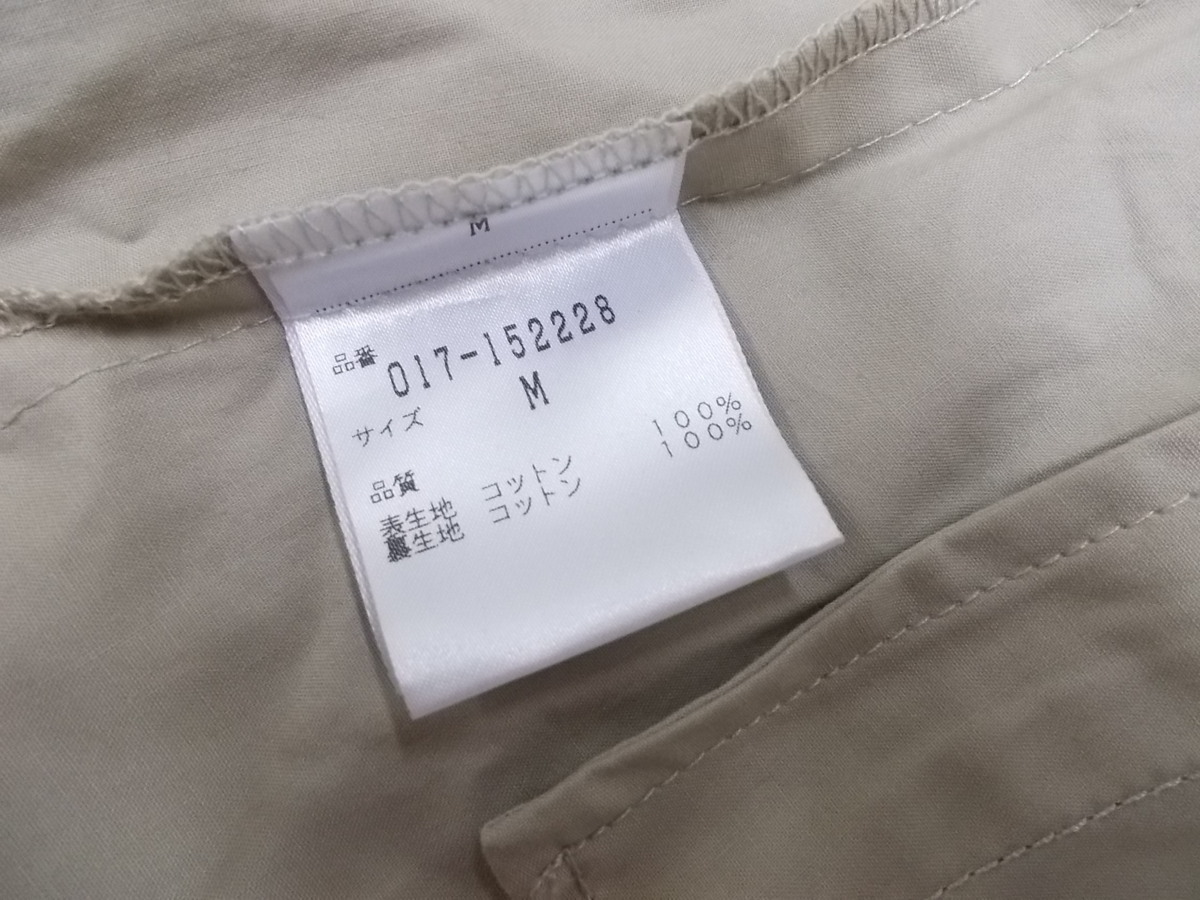 M
品番 017-152228
サイズ M
品質
表生地 コットン 100%
裏生地 コットン 100%